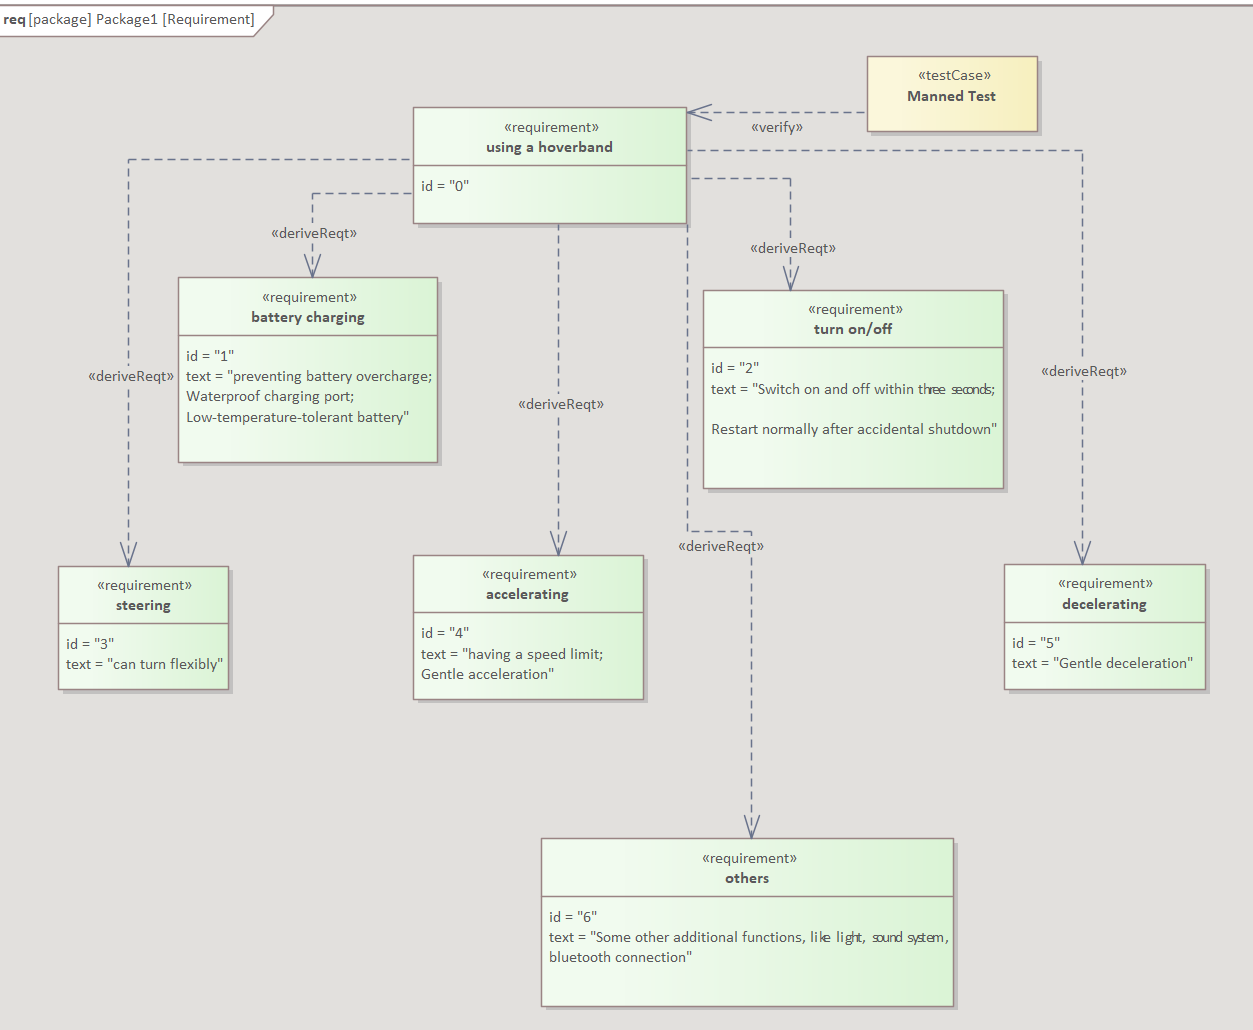 req [package] Package1 [Requirement]
«testCase»
Manned Test
«verify»
«requirement»
using a hoverband
id = "0"
«deriveReqt»
«deriveReqt»
«requirement»
battery charging
id = "1"
text = "preventing battery overcharge;
Waterproof charging port;
Low-temperature-tolerant battery"
«requirement»
turn on/off
id = "2"
text = "Switch on and off within three seconds;
Restart normally after accidental shutdown"
«deriveReqt»
«deriveReqt»
«deriveReqt»
«deriveReqt»
«requirement»
steering
id = "3"
text = "can turn flexibly"
«requirement»
accelerating
id = "4"
text = "having a speed limit;
Gentle acceleration"
«requirement»
decelerating
id = "5"
text = "Gentle deceleration"
«requirement»
others
id = "6"
text = "Some other additional functions, like light, sound system,
bluetooth connection"